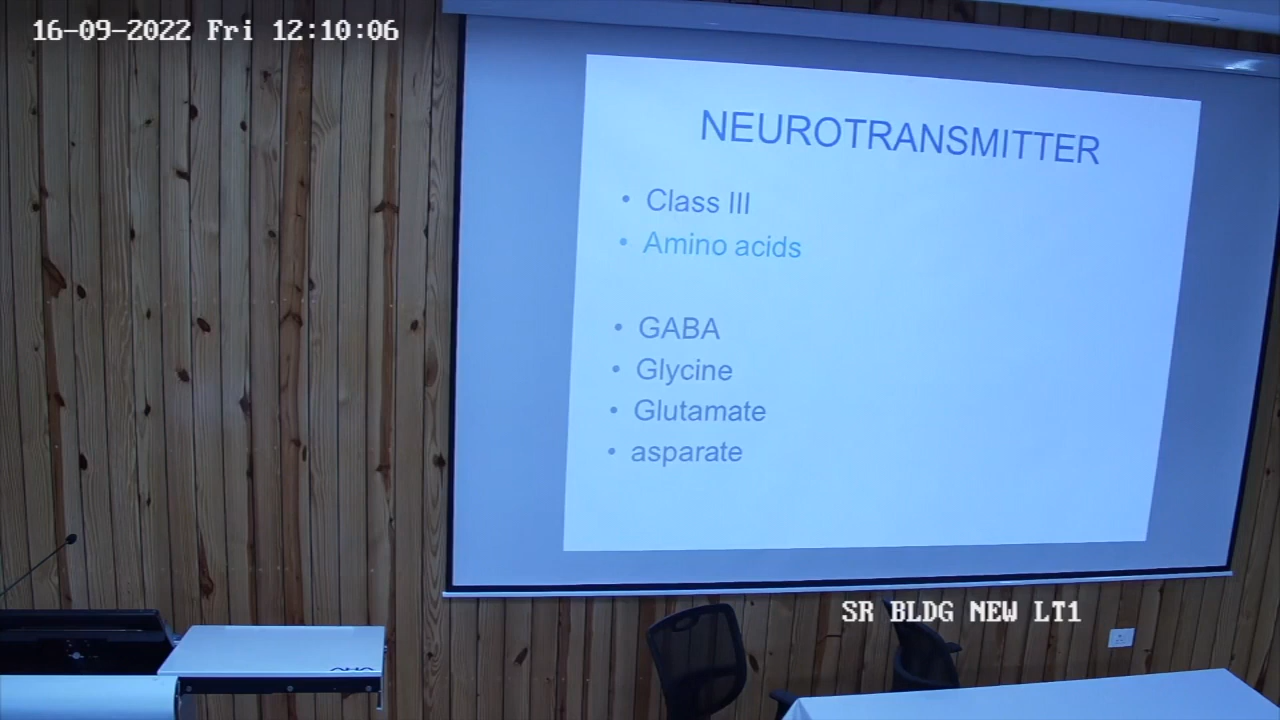 16-09-2022 Fri 12:10:06
NEUROTRANSMITTER
• Class III
• Amino acids
• GABA
• Glycine
• Glutamate
• asparate
SR BLDG NEW LT1